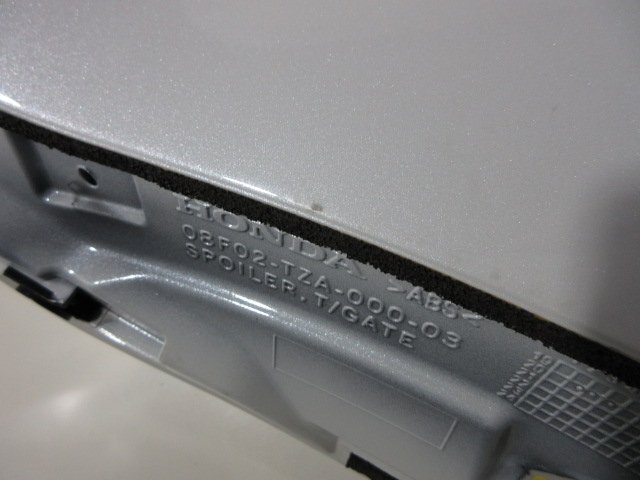 HONDA >ABS<
08F02-TZA-000-03
SPOILER.T/GATE